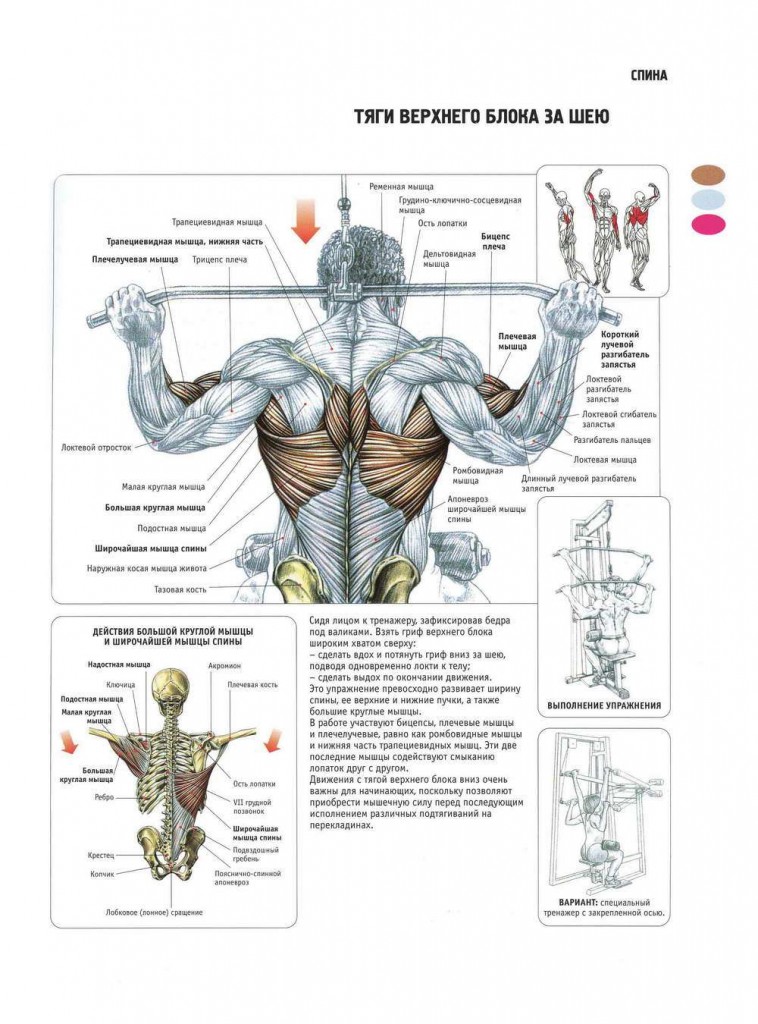 СПИНА
ТЯГИ ВЕРХНЕГО БЛОКА ЗА ШЕЮ
Ременная мышца
Грудино-ключично-сосцевидная
мышца
Трапециевидная мышца
Ость лопатки
Трапециевидная мышца, нижняя часть
Бицепс
плеча
Плечелучевая мышца
Трицепс плеча
Дельтовидная
мышца
Плечевая
мышца
Короткий
лучевой
разгибатель
запястья
Локтевой
разгибатель
запястья
Локтевой сгибатель
запястья
Разгибатель пальцев
Локтевой отросток
Локтевая мышца
Ромбовидная
мышца
Длинный лучевой разгибатель
запястья
Малая круглая мышца
Апоневроз
широчайшей мышцы
спины
Большая круглая мышца
Подостная мышца
Широчайшая мышца спины
Наружная косая мышца живота
Тазовая кость
ВЫПОЛНЕНИЕ УПРАЖНЕНИЯ
ДЕЙСТВИЯ БОЛЬШОЙ КРУГЛОЙ МЫШЦЫ
И ШИРОЧАЙШЕЙ МЫШЦЫ СПИНЫ
Надостная мышца
Акромион
Ключица
Плечевая кость
Подостная мышца
Малая круглая
мышца
Большая
круглая мышца
Ость лопатки
Ребро
VII грудной
позвонок
Широчайшая
мышца спины
Крестец
Подвздошный
гребень
Копчик
Пояснично-спинной
апоневроз
Лобковое (лонное) сращение
Сидя лицом к тренажеру, зафиксировав бедра
под валиками. Взять гриф верхнего блока
широким хватом сверху:
– сделать вдох и потянуть гриф вниз за шею,
подводя одновременно локти к телу;
– сделать выдох по окончании движения.
Это упражнение превосходно развивает ширину
спины, ее верхние и нижние пучки, а также
большие круглые мышцы.
В работе участвуют бицепсы, плечевые мышцы
и плечелучевые, равно как ромбовидные мышцы
и нижняя часть трапециевидных мышц. Эти две
последние мышцы содействуют смыканию
лопаток друг с другом.
Движения с тягой верхнего блока вниз очень
важны для начинающих, поскольку позволяют
приобрести мышечную силу перед последующим
исполнением различных подтягиваний на
перекладинах.
ВАРИАНТ: специальный
тренажер с закрепленной осью.